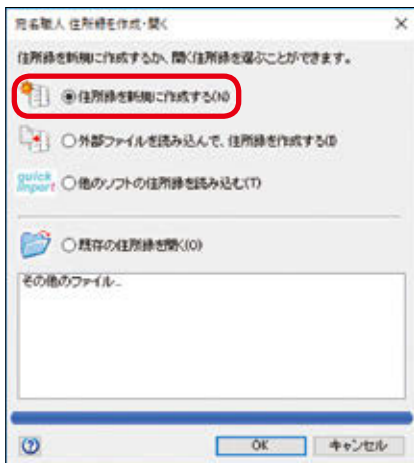 宛名職人 住所録を作成・開く
住所録を新規に作成するか、開く住所録を選ぶことができます。
住所録を新規に作成する(N)
外部ファイルを読み込んで、住所録を作成する(I)
quick import 他のソフトの住所録を読み込む(T)
既存の住所録を開く(O)
その他のファイル...
OK キャンセル